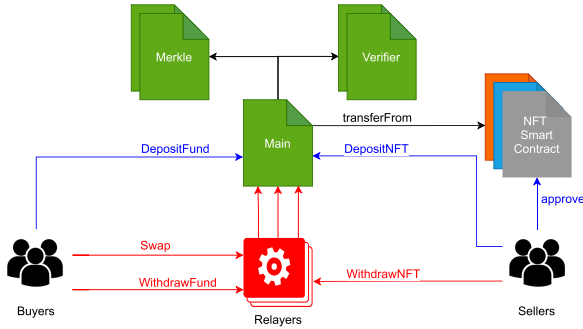 Merkle
Verifier
Main
transferFrom
NFT
Smart
Contract
DepositFund
DepositNFT
approve
Swap
WithdrawFund
WithdrawNFT
Buyers
Relayers
Sellers